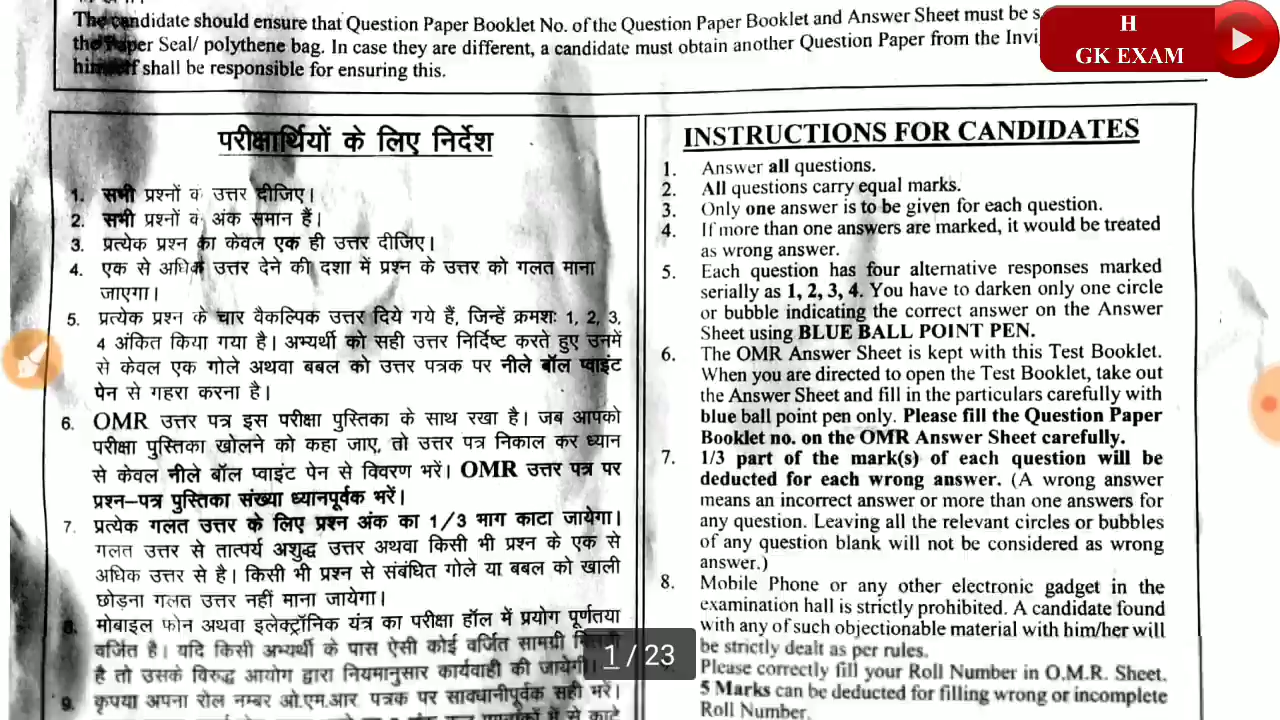 The candidate should ensure that Question Paper Booklet No. of the Question Paper Booklet and Answer Sheet must be s
the Paper Seal/ polythene bag. In case they are different, a candidate must obtain another Question Paper from the Invi
himself shall be responsible for ensuring this.
H
GK EXAM
परीक्षार्थियों के लिए निर्देश
1. सभी प्रश्नों के उत्तर दीजिए।
2. सभी प्रश्नों के अंक समान हैं।
3. प्रत्येक प्रश्न का केवल एक ही उत्तर दीजिए।
4. एक से अधिक उत्तर देने की दशा में प्रश्न के उत्तर को गलत माना
जाएगा।
5. प्रत्येक प्रश्न के चार वैकल्पिक उत्तर दिये गये हैं, जिन्हें क्रमशः 1, 2, 3,
4 अंकित किया गया है। अभ्यर्थी को सही उत्तर निर्दिष्ट करते हुए उनमें
से केवल एक गोले अथवा बबल को उत्तर पत्रक पर नीले बॉल प्वाइंट
पेन से गहरा करना है।
6. OMR उत्तर पत्र इस परीक्षा पुस्तिका के साथ रखा है। जब आपको
परीक्षा पुस्तिका खोलने को कहा जाए, तो उत्तर पत्र निकाल कर ध्यान
से केवल नीले बॉल प्वाइंट पेन से विवरण भरें। OMR उत्तर पत्र पर
प्रश्न-पत्र पुस्तिका संख्या ध्यानपूर्वक भरें।
7. प्रत्येक गलत उत्तर के लिए प्रश्न अंक का 1/3 भाग काटा जायेगा।
गलत उत्तर से तात्पर्य अशुद्ध उत्तर अथवा किसी भी प्रश्न के एक से
अधिक उत्तर से है। किसी भी प्रश्न से संबंधित गोले या बबल को खाली
छोड़ना गलत उत्तर नहीं माना जायेगा।
8. मोबाइल फोन अथवा इलेक्ट्रॉनिक यंत्र का परीक्षा हॉल में प्रयोग पूर्णतया
वर्जित है। यदि किसी अभ्यर्थी के पास ऐसी कोई वर्जित सामग्री
है तो उसके विरुद्ध आयोग द्वारा नियमानुसार कार्यवाही की जायेगी।
9. कृपया अपना रोल नम्बर ओ.एम.आर पत्रक पर सावधानीपूर्वक सही भरें।
INSTRUCTIONS FOR CANDIDATES
1. Answer all questions.
2. All questions carry equal marks.
3. Only one answer is to be given for each question.
4. If more than one answers are marked, it would be treated
as wrong answer.
5. Each question has four alternative responses marked
serially as 1, 2, 3, 4. You have to darken only one circle
or bubble indicating the correct answer on the Answer
Sheet using BLUE BALL POINT PEN.
6. The OMR Answer Sheet is kept with this Test Booklet.
When you are directed to open the Test Booklet, take out
the Answer Sheet and fill in the particulars carefully with
blue ball point pen only. Please fill the Question Paper
Booklet no. on the OMR Answer Sheet carefully.
7. 1/3 part of the mark(s) of each question will be
deducted for each wrong answer. (A wrong answer
means an incorrect answer or more than one answers for
any question. Leaving all the relevant circles or bubbles
of any question blank will not be considered as wrong
answer.)
8. Mobile Phone or any other electronic gadget in the
examination hall is strictly prohibited. A candidate found
with any of such objectionable material with him/her will
be strictly dealt as per rules.
Please correctly fill your Roll Number in O.M.R. Sheet.
5 Marks can be deducted for filling wrong or incomplete
Roll Number.
1 / 23